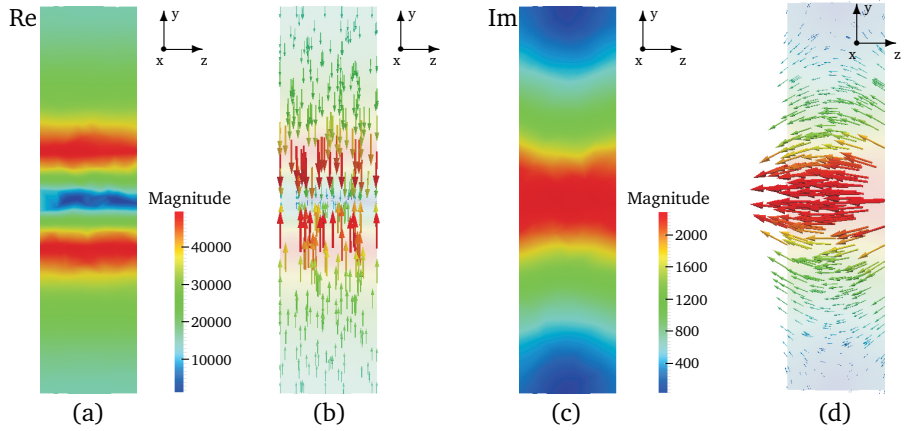 Re
y
x
z
Magnitude
40000
30000
20000
10000
(a)
y
x
z
(b)
Im
y
x
z
Magnitude
2000
1600
1200
800
400
(c)
y
x
z
(d)